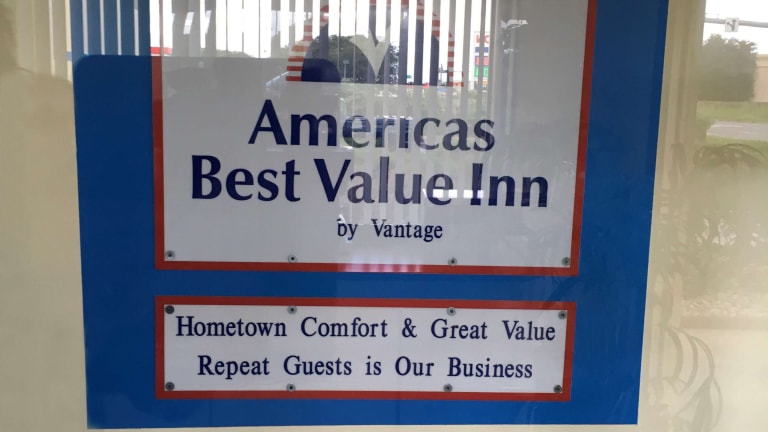 Americas
Best Value Inn
by Vantage
Hometown Comfort & Great Value
Repeat Guests is Our Business